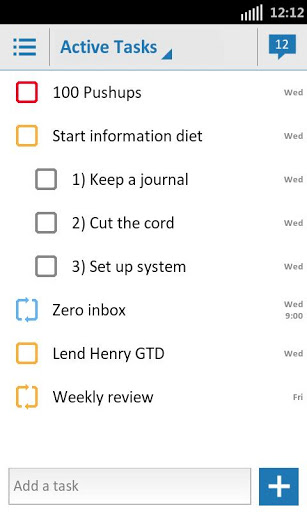 12:12
Active Tasks
12
100 Pushups Wed
Start information diet Wed
1) Keep a journal Wed
2) Cut the cord Wed
3) Set up system Wed
Zero inbox Wed
9:00
Lend Henry GTD Wed
Weekly review Fri
Add a task